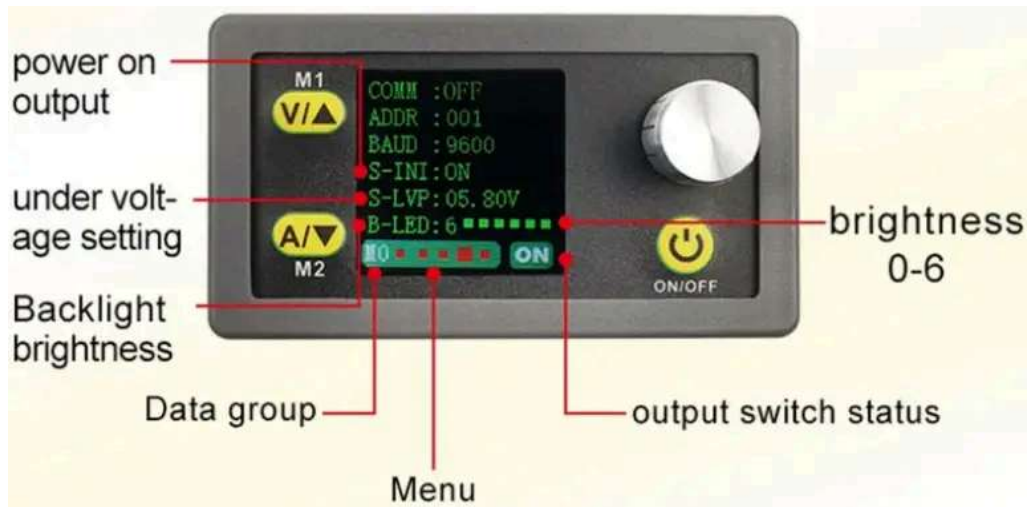 power on
output
M1
V/▲
COMM :OFF
ADDR :001
BAUD :9600
S-INI:ON
S-LVP:05.80V
B-LED:6
M0
ON
under volt-
age setting
A/▼
M2
Backlight
brightness
ON/OFF
brightness
0-6
Data group
Menu
output switch status